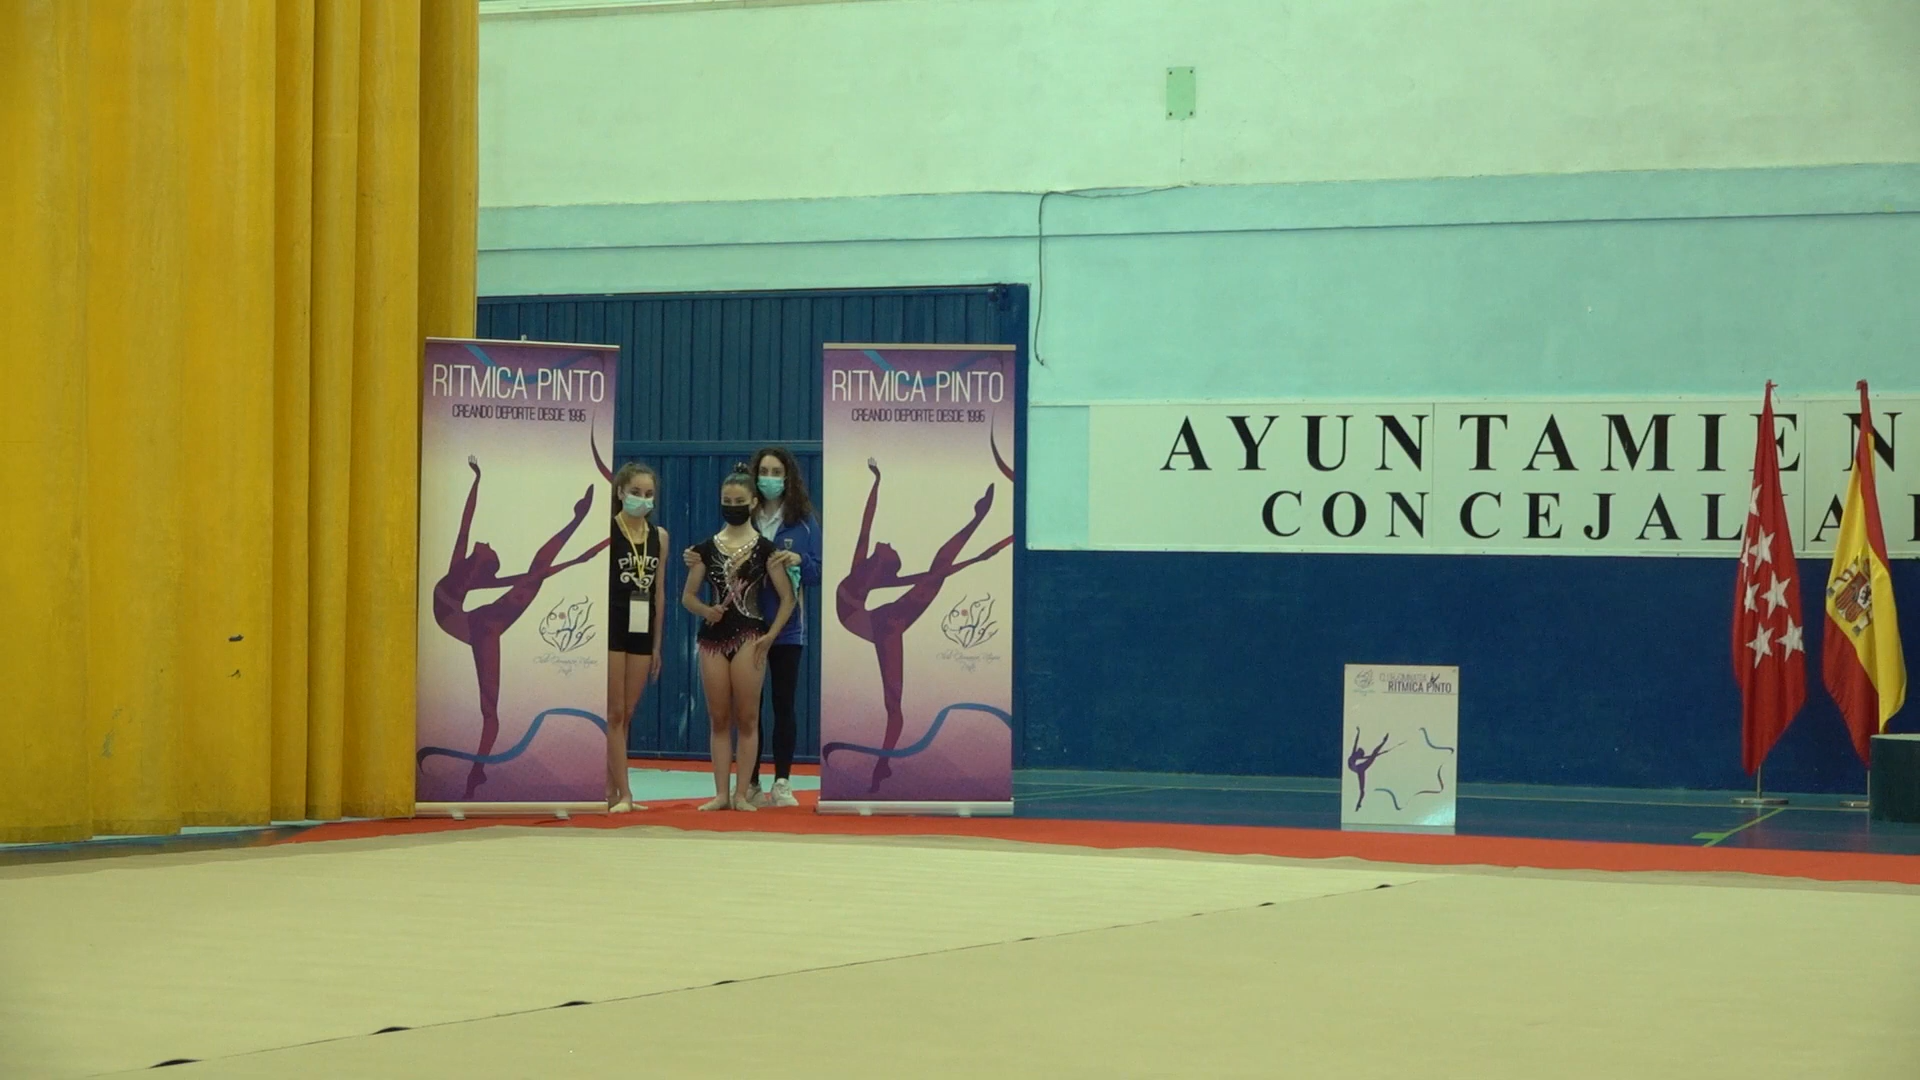 RITMICA PINTO
CREANDO DEPORTE DESDE 1995
RITMICA PINTO
CREANDO DEPORTE DESDE 1995
PINTO
AYUNTAMIEN
CONCEJAL
RITMICA PINTO